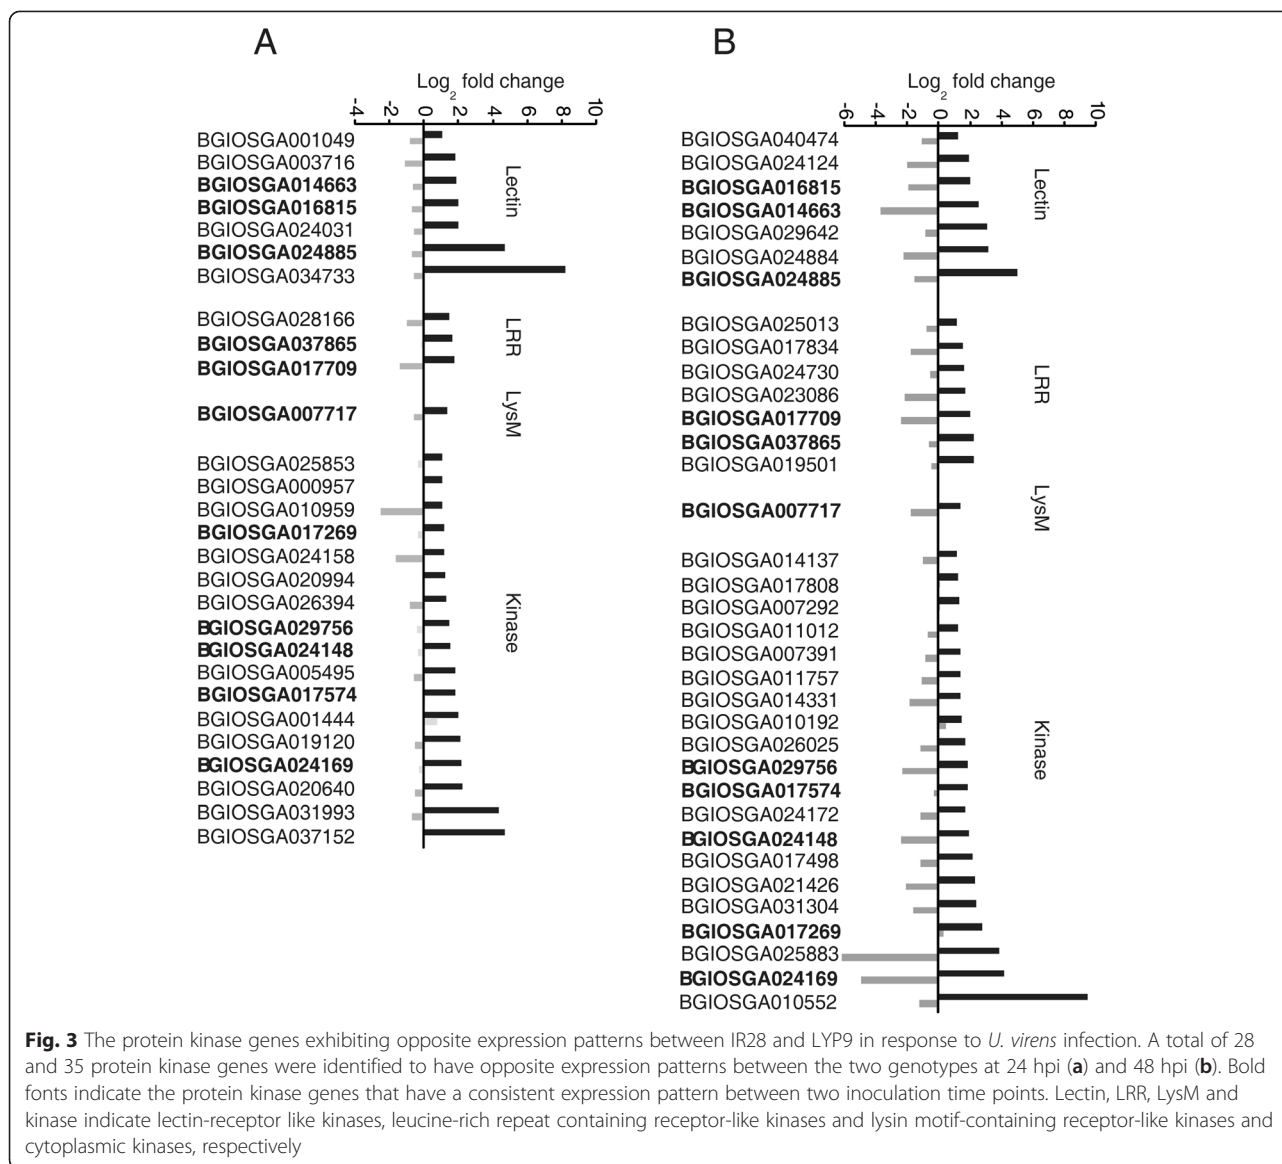 A
Log2 fold change
-4 -2 0 2 4 6 8 10
BGIOSGA001049
BGIOSGA003716
BGIOSGA014663
BGIOSGA016815
BGIOSGA024031
BGIOSGA024885
BGIOSGA034733
Lectin
BGIOSGA028166
BGIOSGA037865
BGIOSGA017709
LRR
BGIOSGA007717
LysM
BGIOSGA025853
BGIOSGA000957
BGIOSGA010959
BGIOSGA017269
BGIOSGA024158
BGIOSGA020994
BGIOSGA026394
BGIOSGA029756
BGIOSGA024148
BGIOSGA005495
BGIOSGA017574
BGIOSGA001444
BGIOSGA019120
BGIOSGA024169
BGIOSGA020640
BGIOSGA031993
BGIOSGA037152
Kinase
B
Log2 fold change
-6 -4 -2 0 2 4 6 8 10
BGIOSGA040474
BGIOSGA024124
BGIOSGA016815
BGIOSGA014663
BGIOSGA029642
BGIOSGA024884
BGIOSGA024885
Lectin
BGIOSGA025013
BGIOSGA017834
BGIOSGA024730
BGIOSGA023086
BGIOSGA017709
BGIOSGA037865
BGIOSGA019501
LRR
BGIOSGA007717
LysM
BGIOSGA014137
BGIOSGA017808
BGIOSGA007292
BGIOSGA011012
BGIOSGA007391
BGIOSGA011757
BGIOSGA014331
BGIOSGA010192
BGIOSGA026025
BGIOSGA029756
BGIOSGA017574
BGIOSGA024172
BGIOSGA024148
BGIOSGA017498
BGIOSGA021426
BGIOSGA031304
BGIOSGA017269
BGIOSGA025883
BGIOSGA024169
BGIOSGA010552
Kinase
Fig. 3 The protein kinase genes exhibiting opposite expression patterns between IR28 and LYP9 in response to U. virens infection. A total of 28
and 35 protein kinase genes were identified to have opposite expression patterns between the two genotypes at 24 hpi (a) and 48 hpi (b). Bold
fonts indicate the protein kinase genes that have a consistent expression pattern between two inoculation time points. Lectin, LRR, LysM and
kinase indicate lectin-receptor like kinases, leucine-rich repeat containing receptor-like kinases and lysin motif-containing receptor-like kinases and
cytoplasmic kinases, respectively